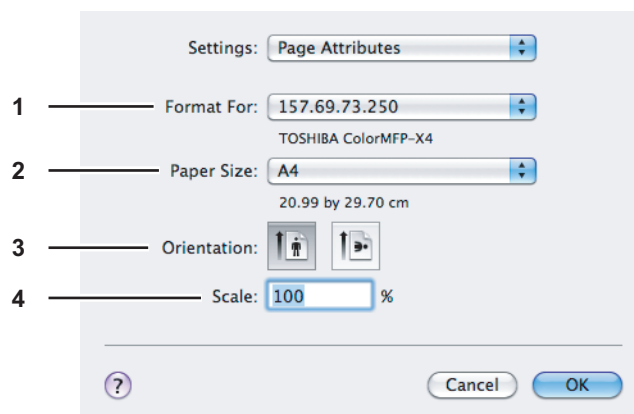 Settings: Page Attributes
1 Format For: 157.69.73.250
TOSHIBA ColorMFP-X4
2 Paper Size: A4
20.99 by 29.70 cm
3 Orientation:
4 Scale: 100 %
? Cancel OK